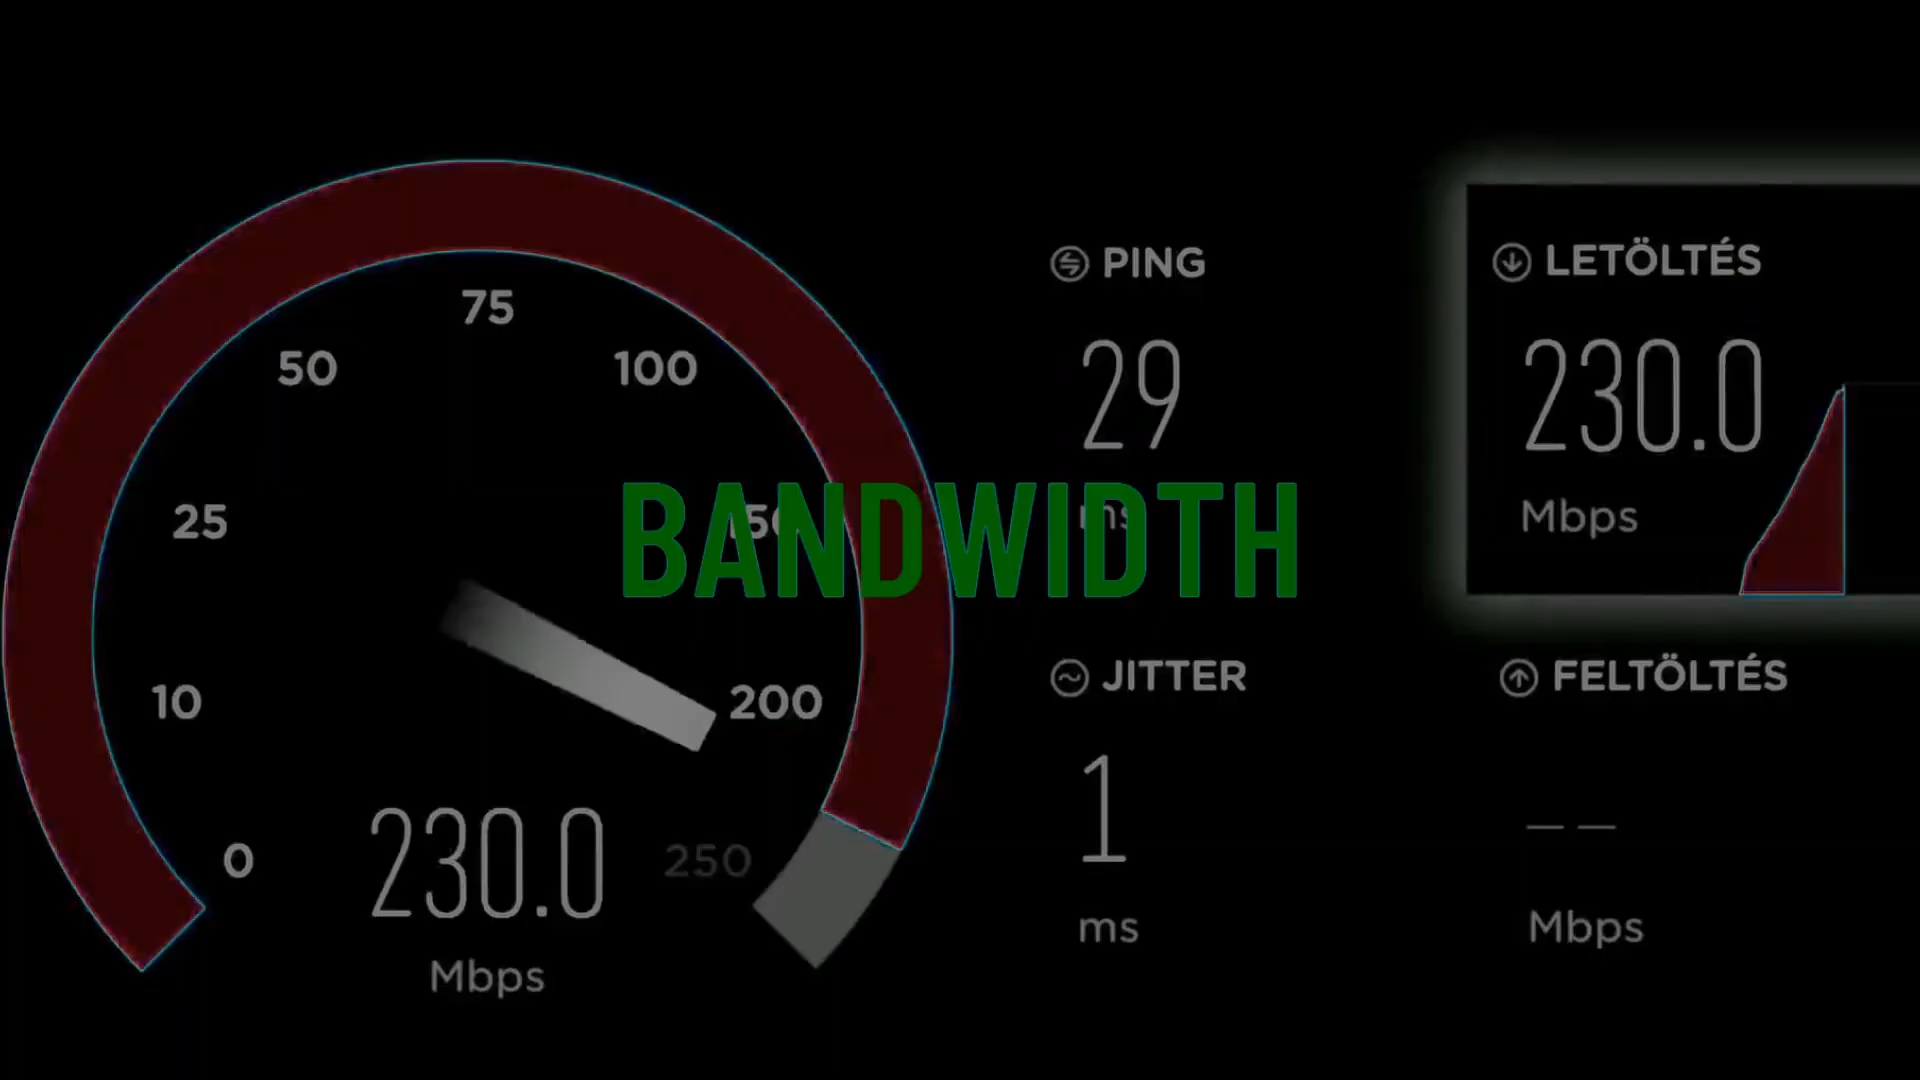 75
50
100
25
10
200
0
250
230.0
Mbps
BANDWIDTH
PING
29
ms
JITTER
1
ms
LETÖLTÉS
230.0
Mbps
FELTÖLTÉS
— —
Mbps